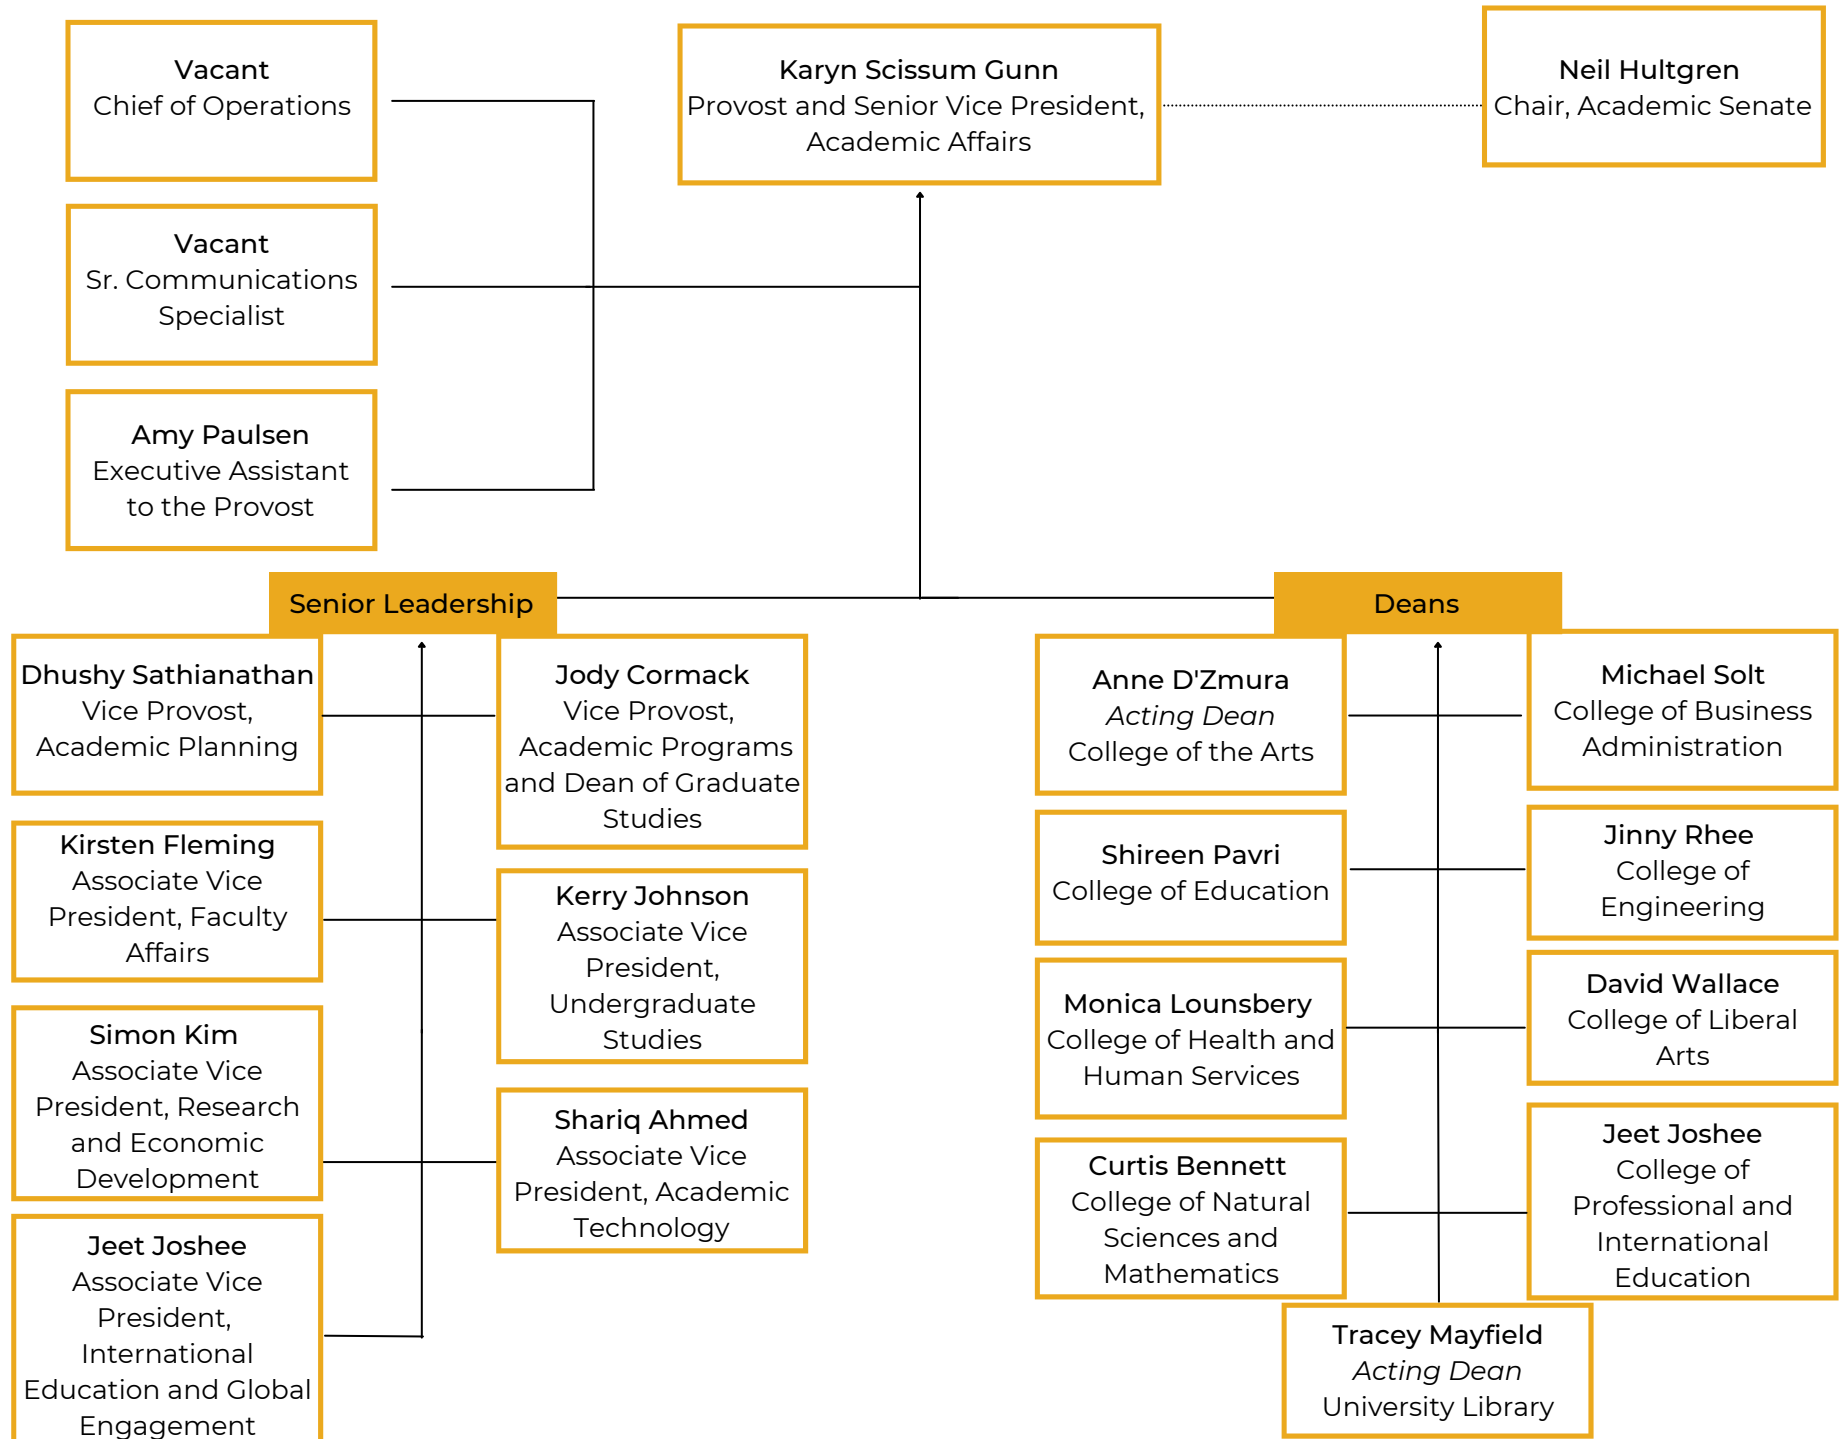 Vacant
Chief of Operations
Karyn Scissum Gunn
Provost and Senior Vice President,
Academic Affairs
Neil Hultgren
Chair, Academic Senate
Vacant
Sr. Communications
Specialist
Amy Paulsen
Executive Assistant
to the Provost
Senior Leadership
Dhushy Sathianathan
Vice Provost,
Academic Planning
Jody Cormack
Vice Provost,
Academic Programs
and Dean of Graduate
Studies
Kirsten Fleming
Associate Vice
President, Faculty
Affairs
Kerry Johnson
Associate Vice
President,
Undergraduate
Studies
Simon Kim
Associate Vice
President, Research
and Economic
Development
Shariq Ahmed
Associate Vice
President, Academic
Technology
Jeet Joshee
Associate Vice
President,
International
Education and Global
Engagement
Deans
Anne D'Zmura
Acting Dean
College of the Arts
Michael Solt
College of Business
Administration
Shireen Pavri
College of Education
Jinny Rhee
College of
Engineering
Monica Lounsbery
College of Health and
Human Services
David Wallace
College of Liberal
Arts
Curtis Bennett
College of Natural
Sciences and
Mathematics
Jeet Joshee
College of
Professional and
International
Education
Tracey Mayfield
Acting Dean
University Library